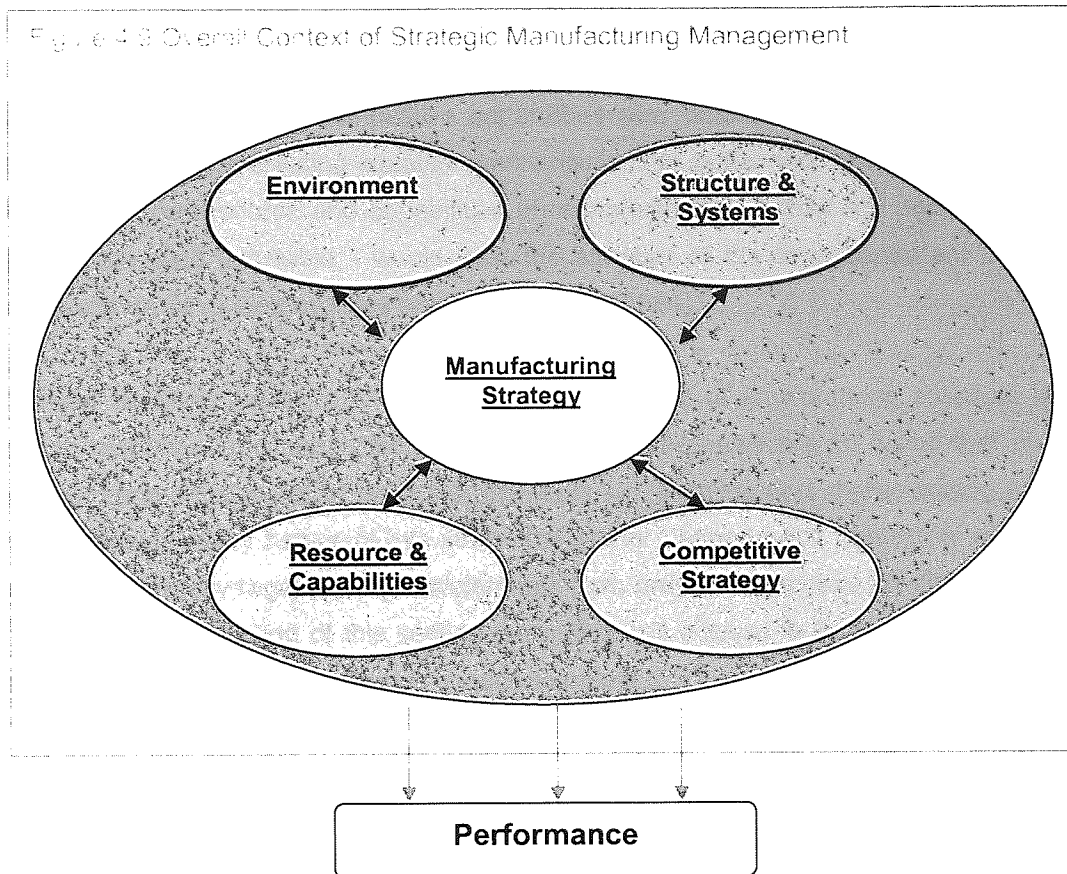 Overall Context of Strategic Manufacturing Management
Environment
Structure &
Systems
Manufacturing
Strategy
Resource &
Capabilities
Competitive
Strategy
Performance